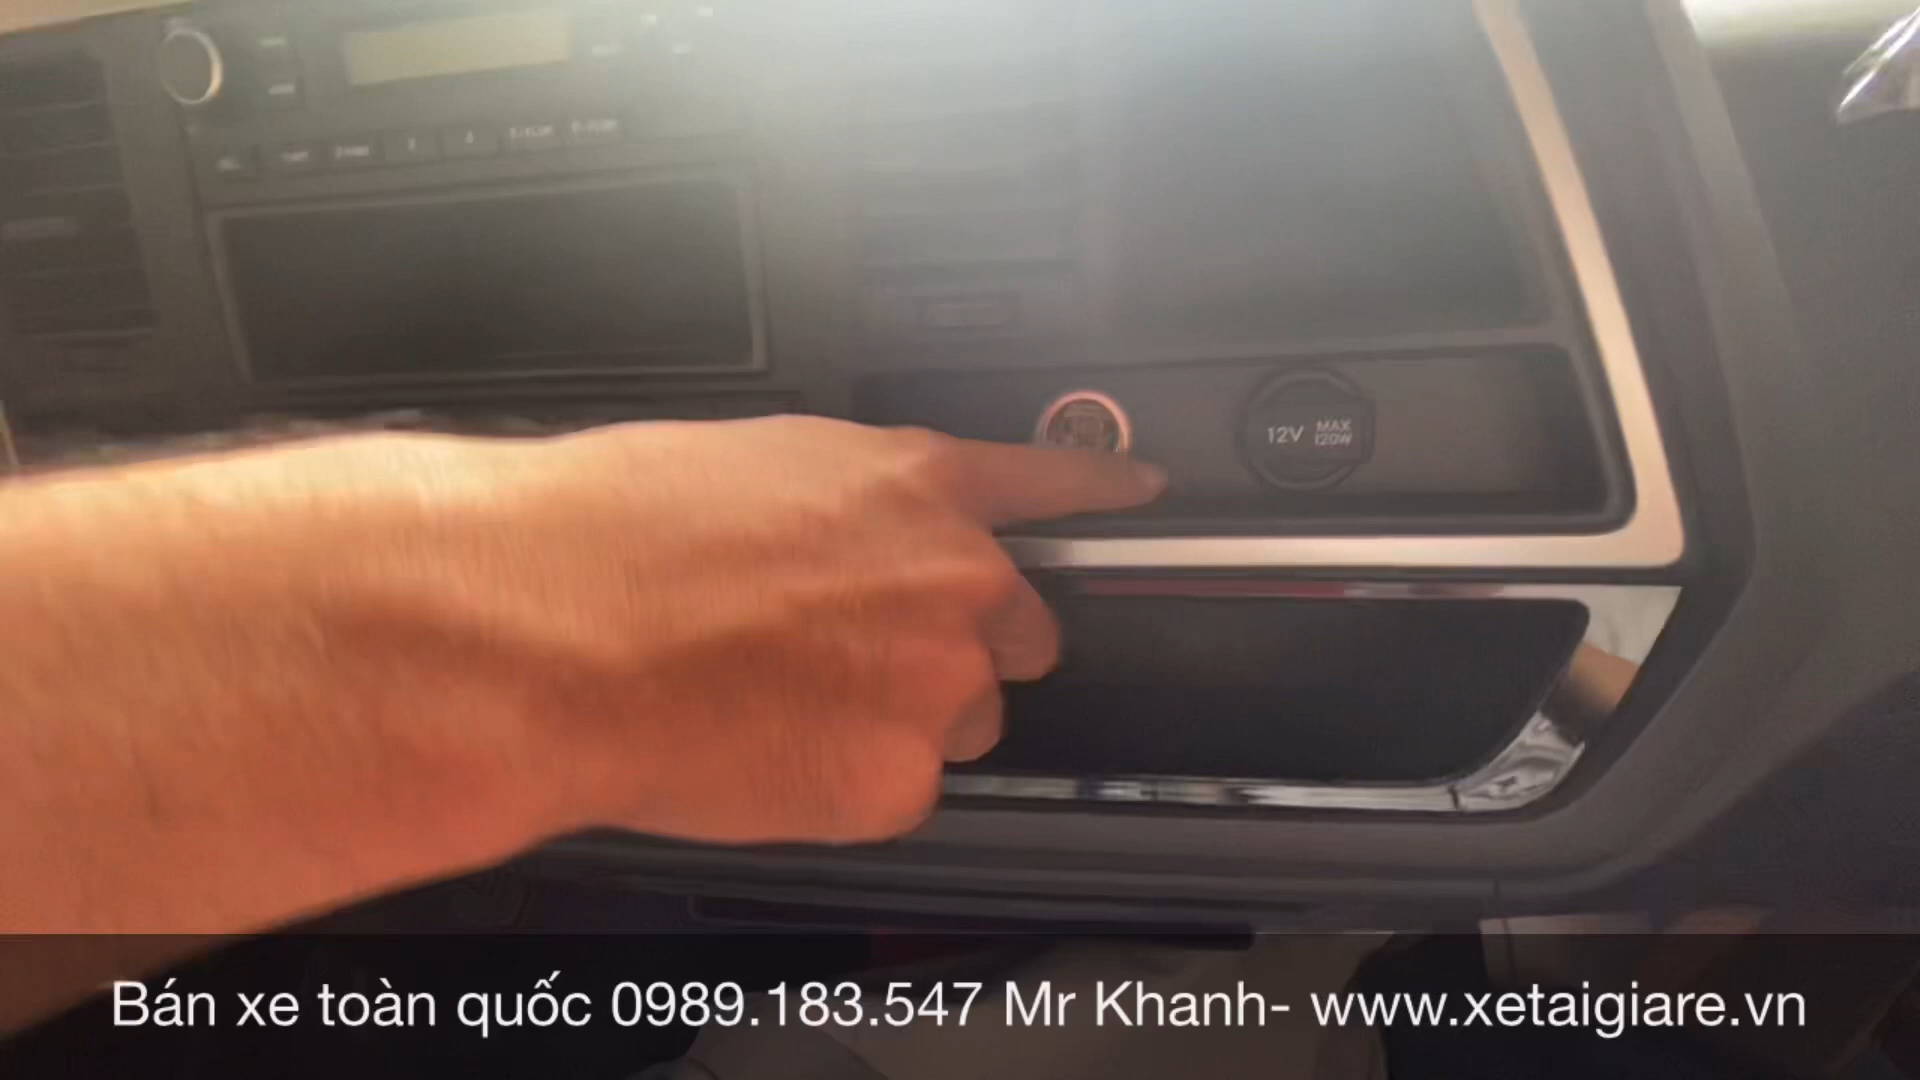 12V MAX
120W
Bán xe toàn quốc 0989.183.547 Mr Khanh- www.xetaigiare.vn